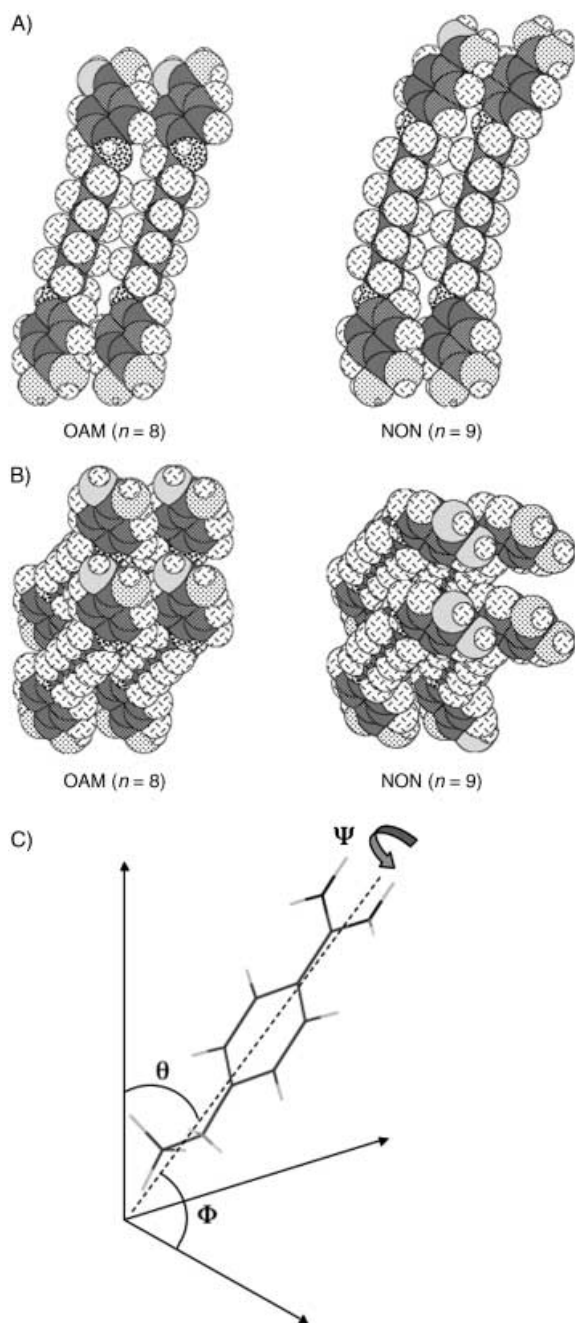 A)
OAM (n = 8)
NON (n = 9)
B)
OAM (n = 8)
NON (n = 9)
C)
Ψ
θ
Φ